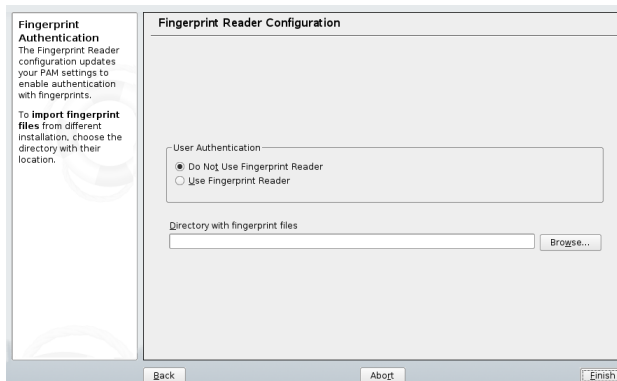 Fingerprint
Authentication
The Fingerprint Reader
configuration updates
your PAM settings to
enable authentication
with fingerprints.
To import fingerprint
files from different
installation, choose the
directory with their
location.
Fingerprint Reader Configuration
User Authentication
Do Not Use Fingerprint Reader
Use Fingerprint Reader
Directory with fingerprint files
Browse...
Back
Abort
Finish